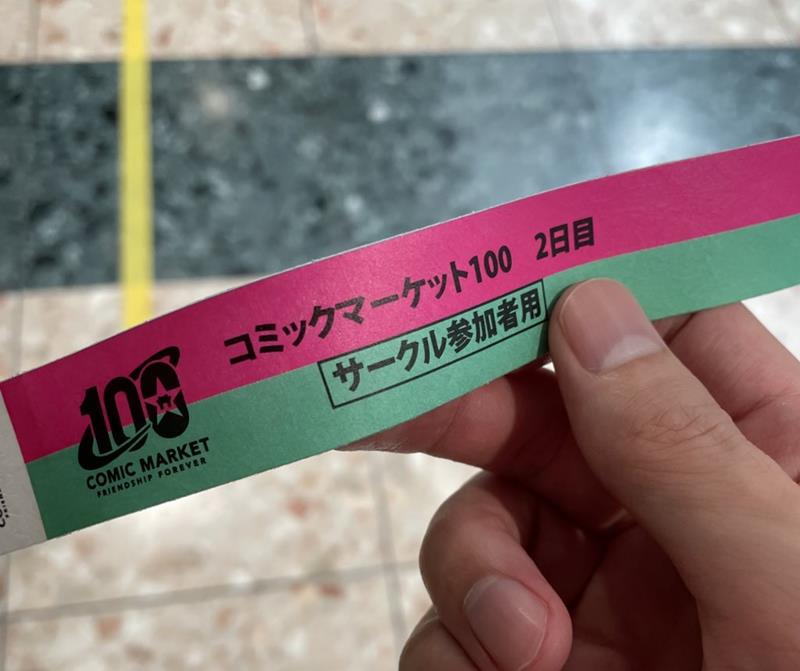 コミックマーケット100 2日目
サークル参加者用
100
COMIC MARKET
FRIENDSHIP FOREVER